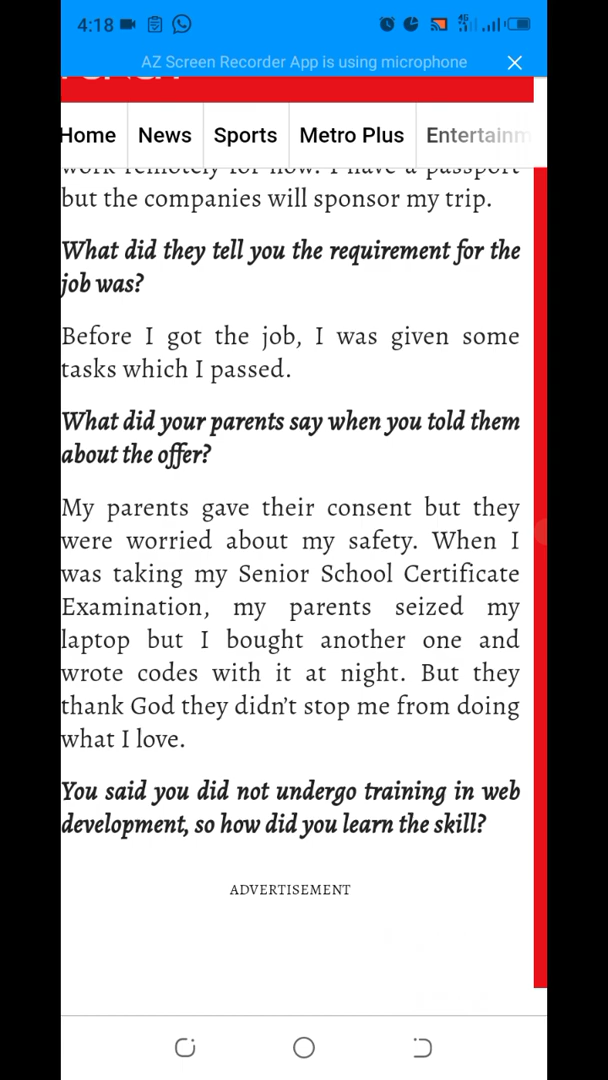 4:18
AZ Screen Recorder App is using microphone
Home News Sports Metro Plus Entertainm
work remotely for now. I have a passport
but the companies will sponsor my trip.
What did they tell you the requirement for the
job was?
Before I got the job, I was given some
tasks which I passed.
What did your parents say when you told them
about the offer?
My parents gave their consent but they
were worried about my safety. When I
was taking my Senior School Certificate
Examination, my parents seized my
laptop but I bought another one and
wrote codes with it at night. But they
thank God they didn’t stop me from doing
what I love.
You said you did not undergo training in web
development, so how did you learn the skill?
ADVERTISEMENT